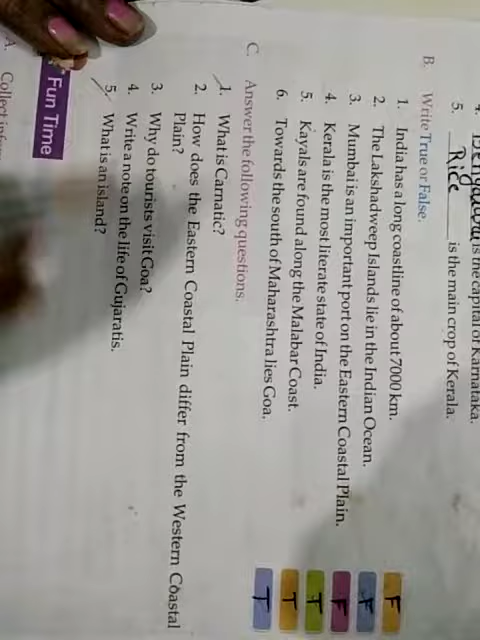 4. Bengaluru is the capital of Karnataka.
5. Rice is the main crop of Kerala.
B. Write True or False.
1. India has a long coastline of about 7000 km. F
2. The Lakshadweep Islands lie in the Indian Ocean. F
3. Mumbai is an important port on the Eastern Coastal Plain. F
4. Kerala is the most literate state of India. T
5. Kayals are found along the Malabar Coast. T
6. Towards the south of Maharashtra lies Goa. T
C. Answer the following questions.
1. What is Carnatic?
2. How does the Eastern Coastal Plain differ from the Western Coastal
Plain?
3. Why do tourists visit Goa?
4. Write a note on the life of Gujaratis.
5. What is an island?
Fun Time
A. Collect